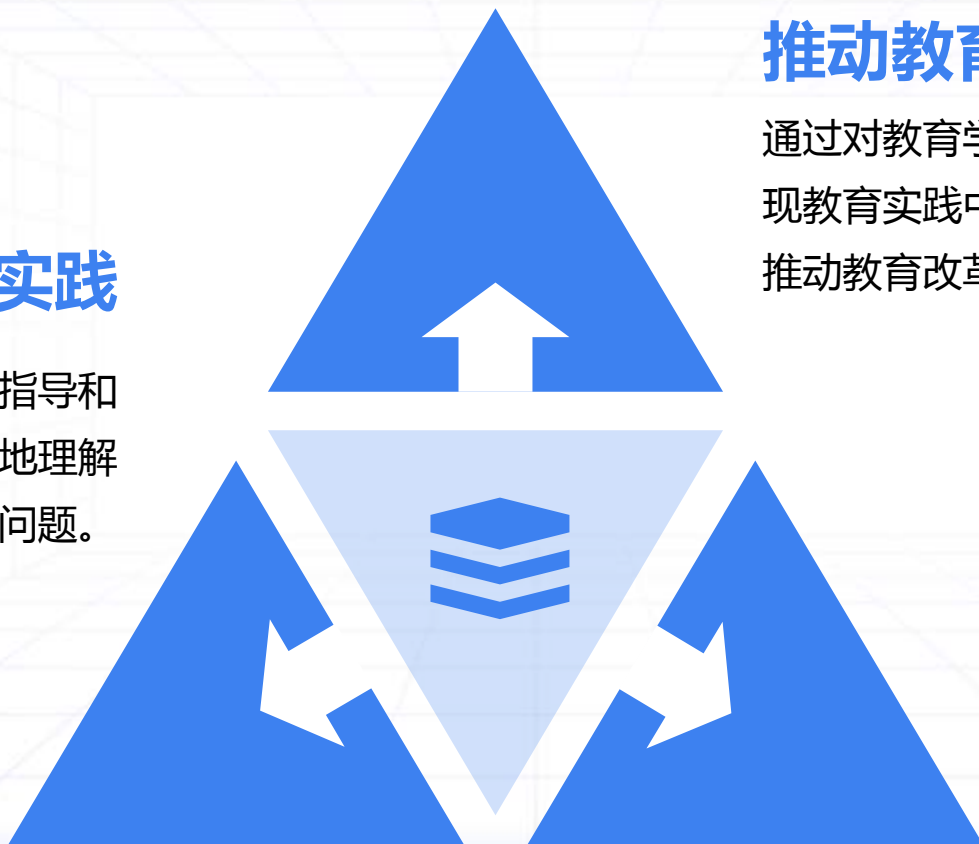 推动教育
通过对教育学
现教育实践中
推动教育改革
实践
指导和
地理解
问题。